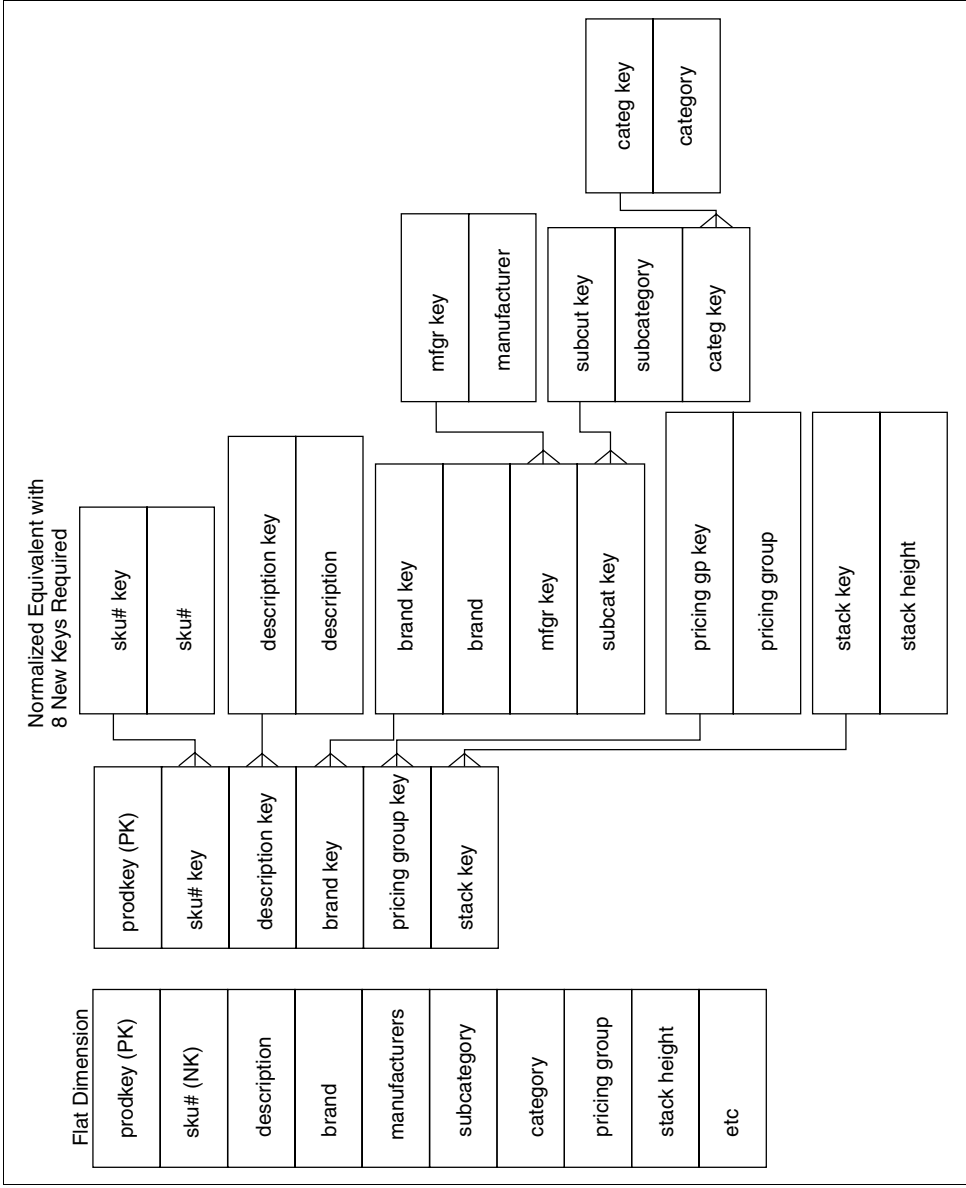 Flat Dimension
prodkey (PK)
sku# (NK)
description
brand
manufacturers
subcategory
category
pricing group
stack height
etc
Normalized Equivalent with
8 New Keys Required
prodkey (PK)
sku# key
description key
brand key
pricing group key
stack key
sku# key
sku#
description key
description
brand key
brand
mfgr key
subcat key
pricing gp key
pricing group
stack key
stack height
mfgr key
manufacturer
subcut key
subcategory
categ key
categ key
category